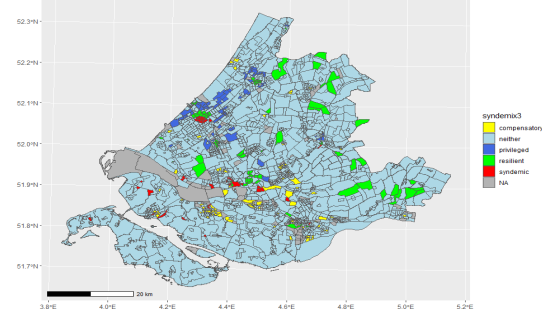 52.3°N
52.2°N
52.1°N
52.0°N
51.9°N
51.8°N
51.7°N
20 km
3.8°E 4.0°E 4.2°E 4.4°E 4.6°E 4.8°E 5.0°E 5.2°E
syndemix3
compensatory
neither
privileged
resilient
syndemic
NA